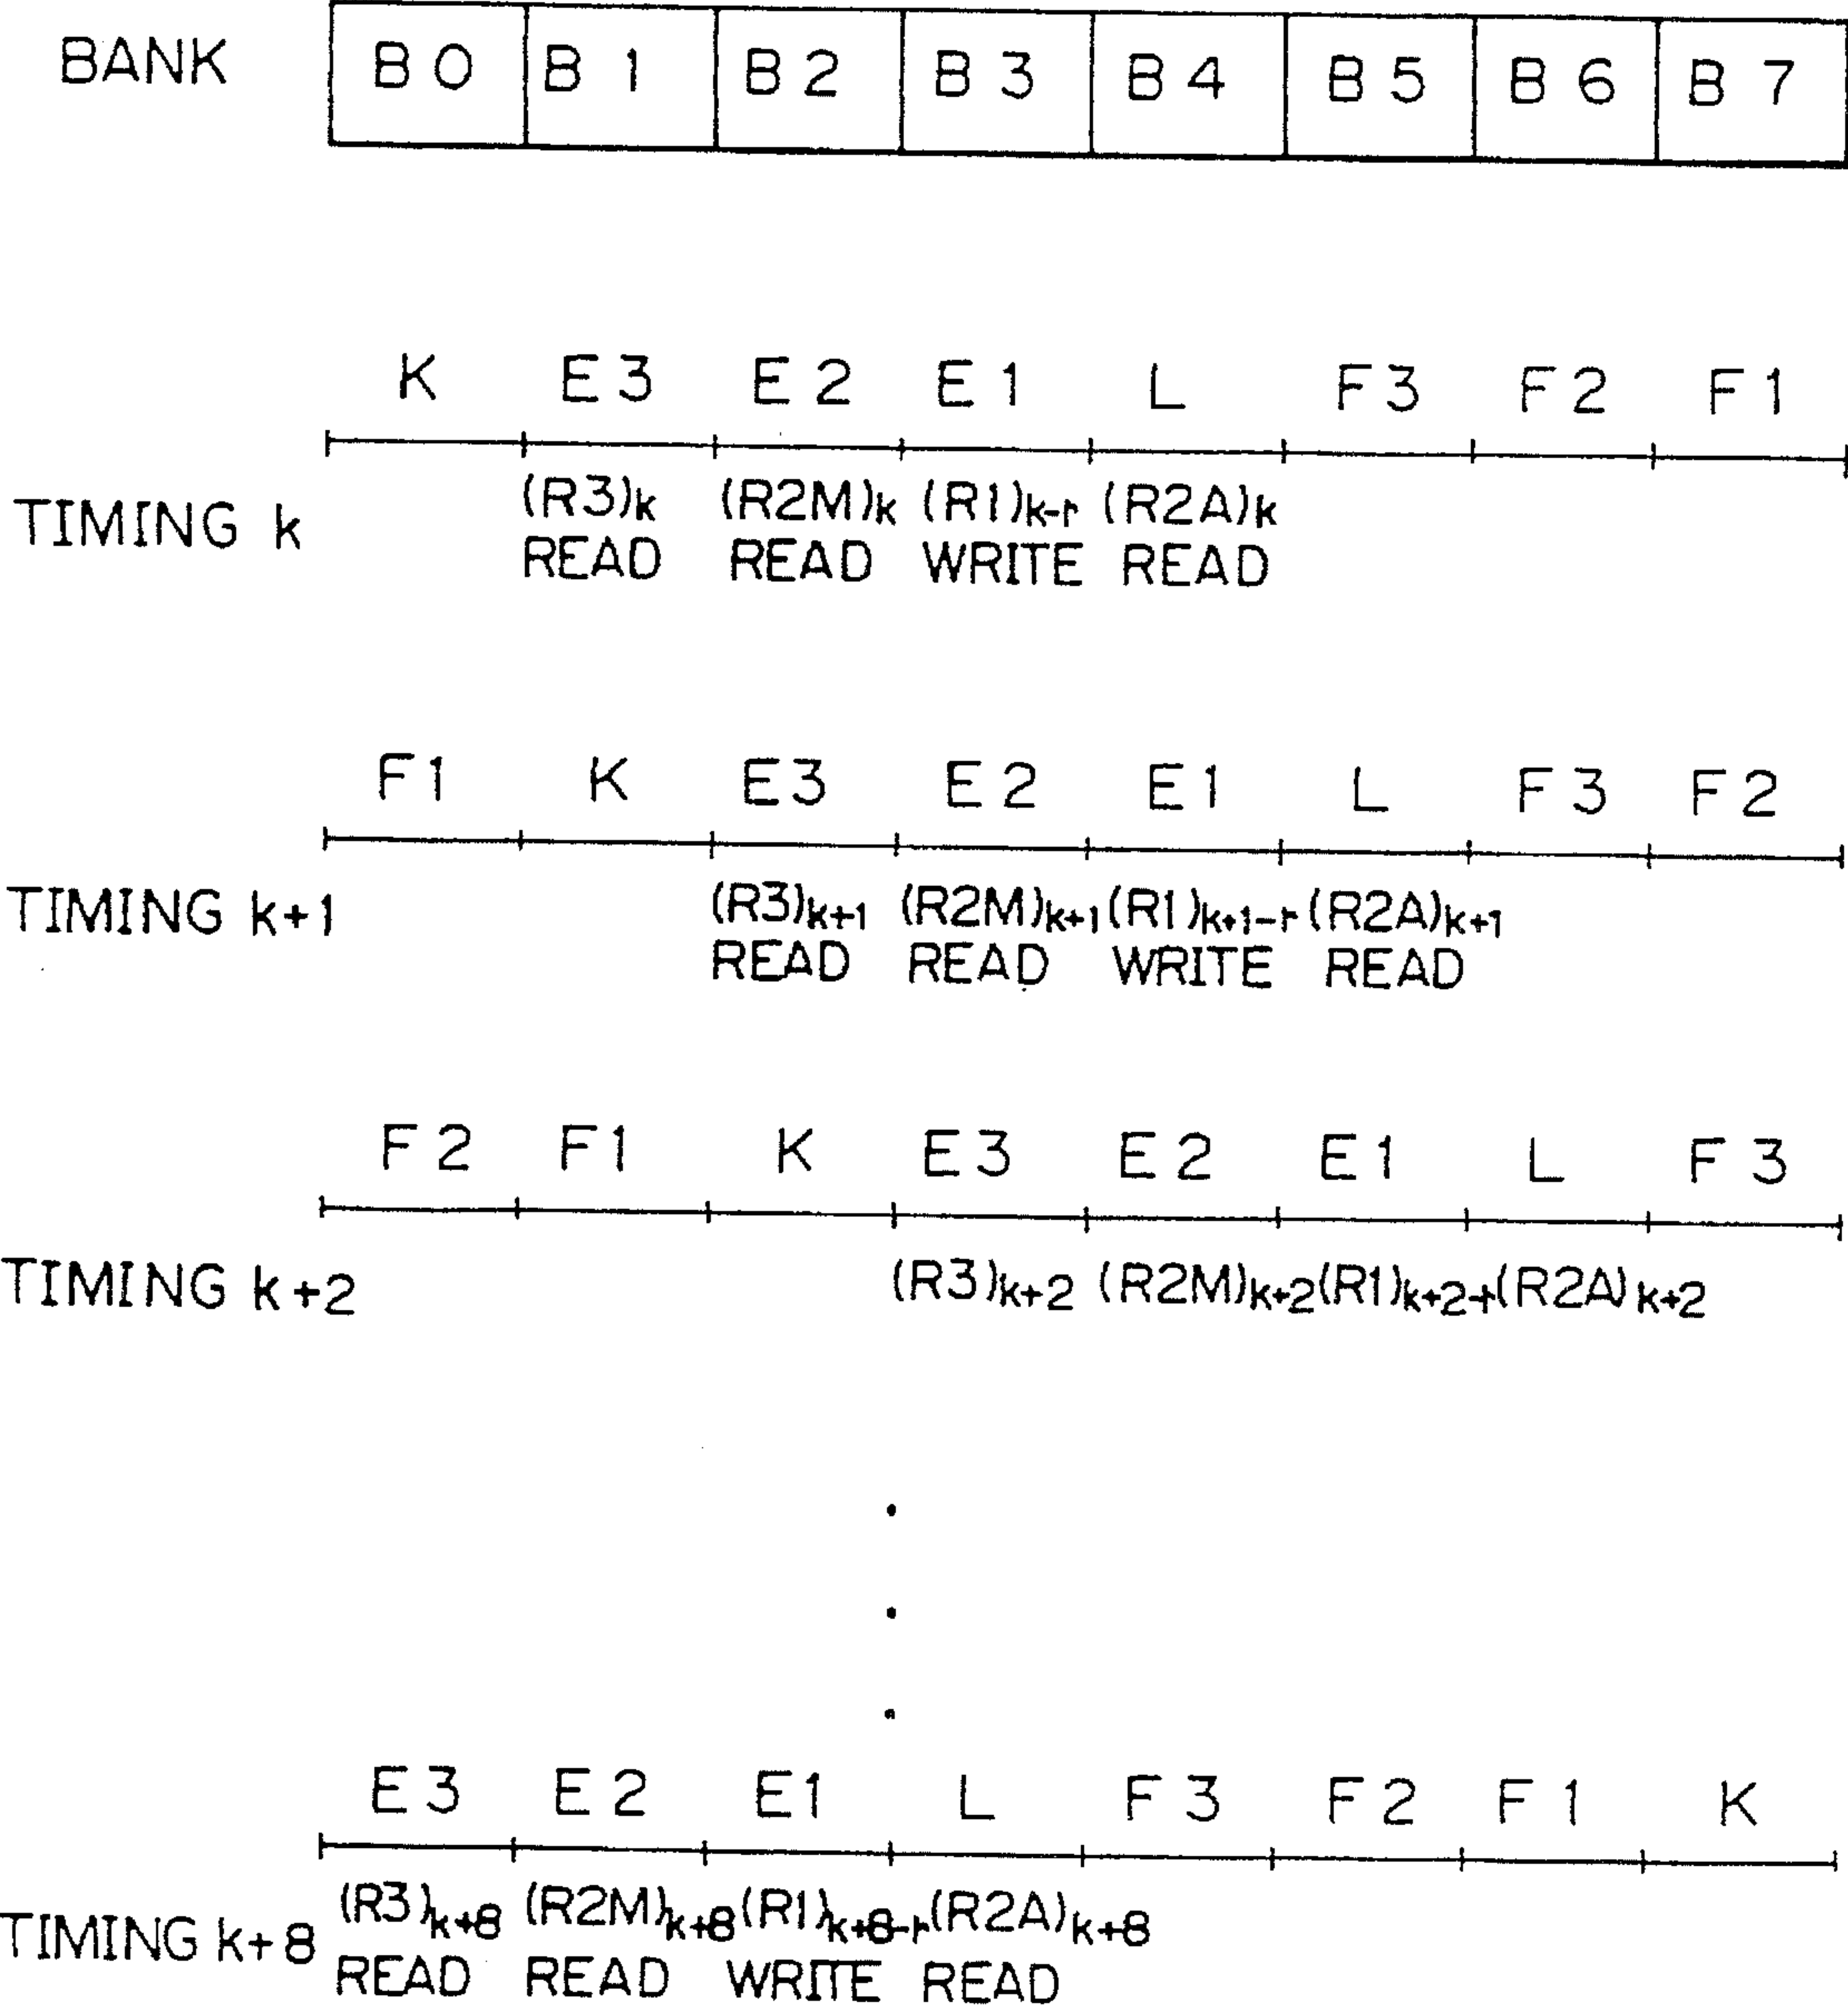 BANK B0 B1 B2 B3 B4 B5 B6 B7
K E3 E2 E1 L F3 F2 F1
TIMING k (R3)k (R2M)k (R1)k-r (R2A)k
READ READ WRITE READ
F1 K E3 E2 E1 L F3 F2
TIMING k+1 (R3)k+1 (R2M)k+1 (R1)k+1-r (R2A)k+1
READ READ WRITE READ
F2 F1 K E3 E2 E1 L F3
TIMING k+2 (R3)k+2 (R2M)k+2 (R1)k+2-r (R2A)k+2
E3 E2 E1 L F3 F2 F1 K
TIMING k+8 (R3)k+8 (R2M)k+8 (R1)k+8-r (R2A)k+8
READ READ WRITE READ